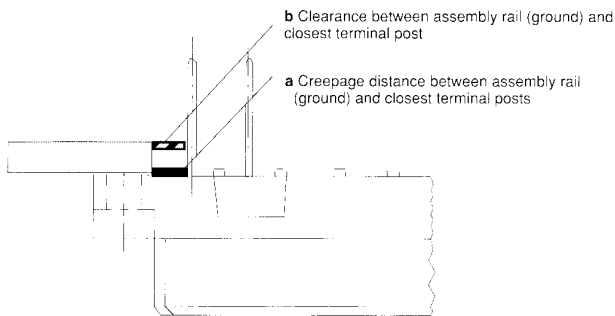 b Clearance between assembly rail (ground) and
closest terminal post
a Creepage distance between assembly rail
(ground) and closest terminal posts